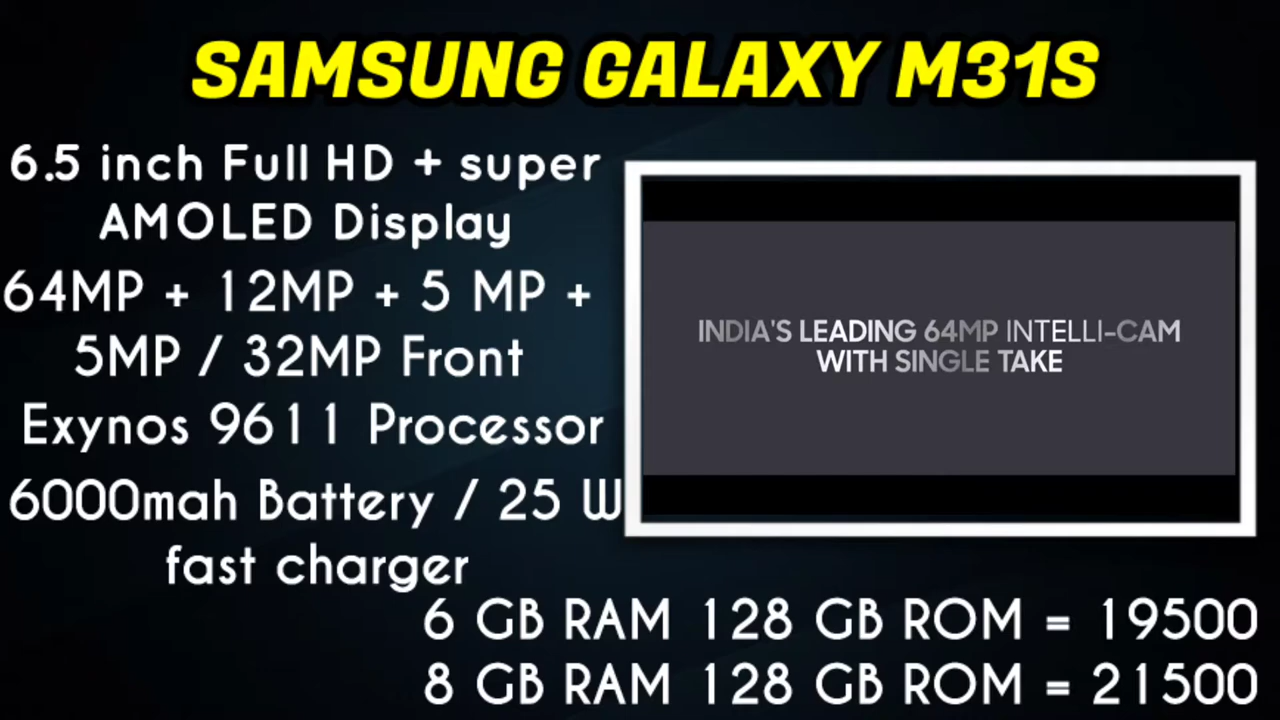 SAMSUNG GALAXY M31S
6.5 inch Full HD + super
AMOLED Display
64MP + 12MP + 5 MP +
5MP / 32MP Front
Exynos 9611 Processor
6000mah Battery / 25 W
fast charger
INDIA'S LEADING 64MP INTELLI-CAM
WITH SINGLE TAKE
6 GB RAM 128 GB ROM = 19500
8 GB RAM 128 GB ROM = 21500